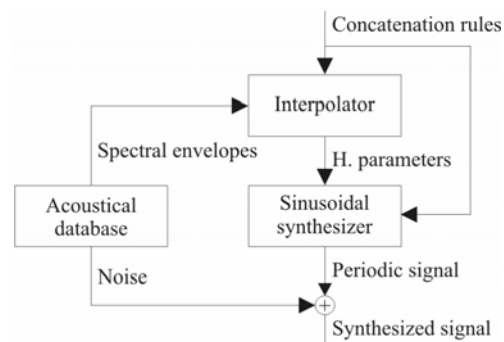 Concatenation rules
Interpolator
Spectral envelopes
H. parameters
Acoustical
database
Sinusoidal
synthesizer
Noise
Periodic signal
+
Synthesized signal